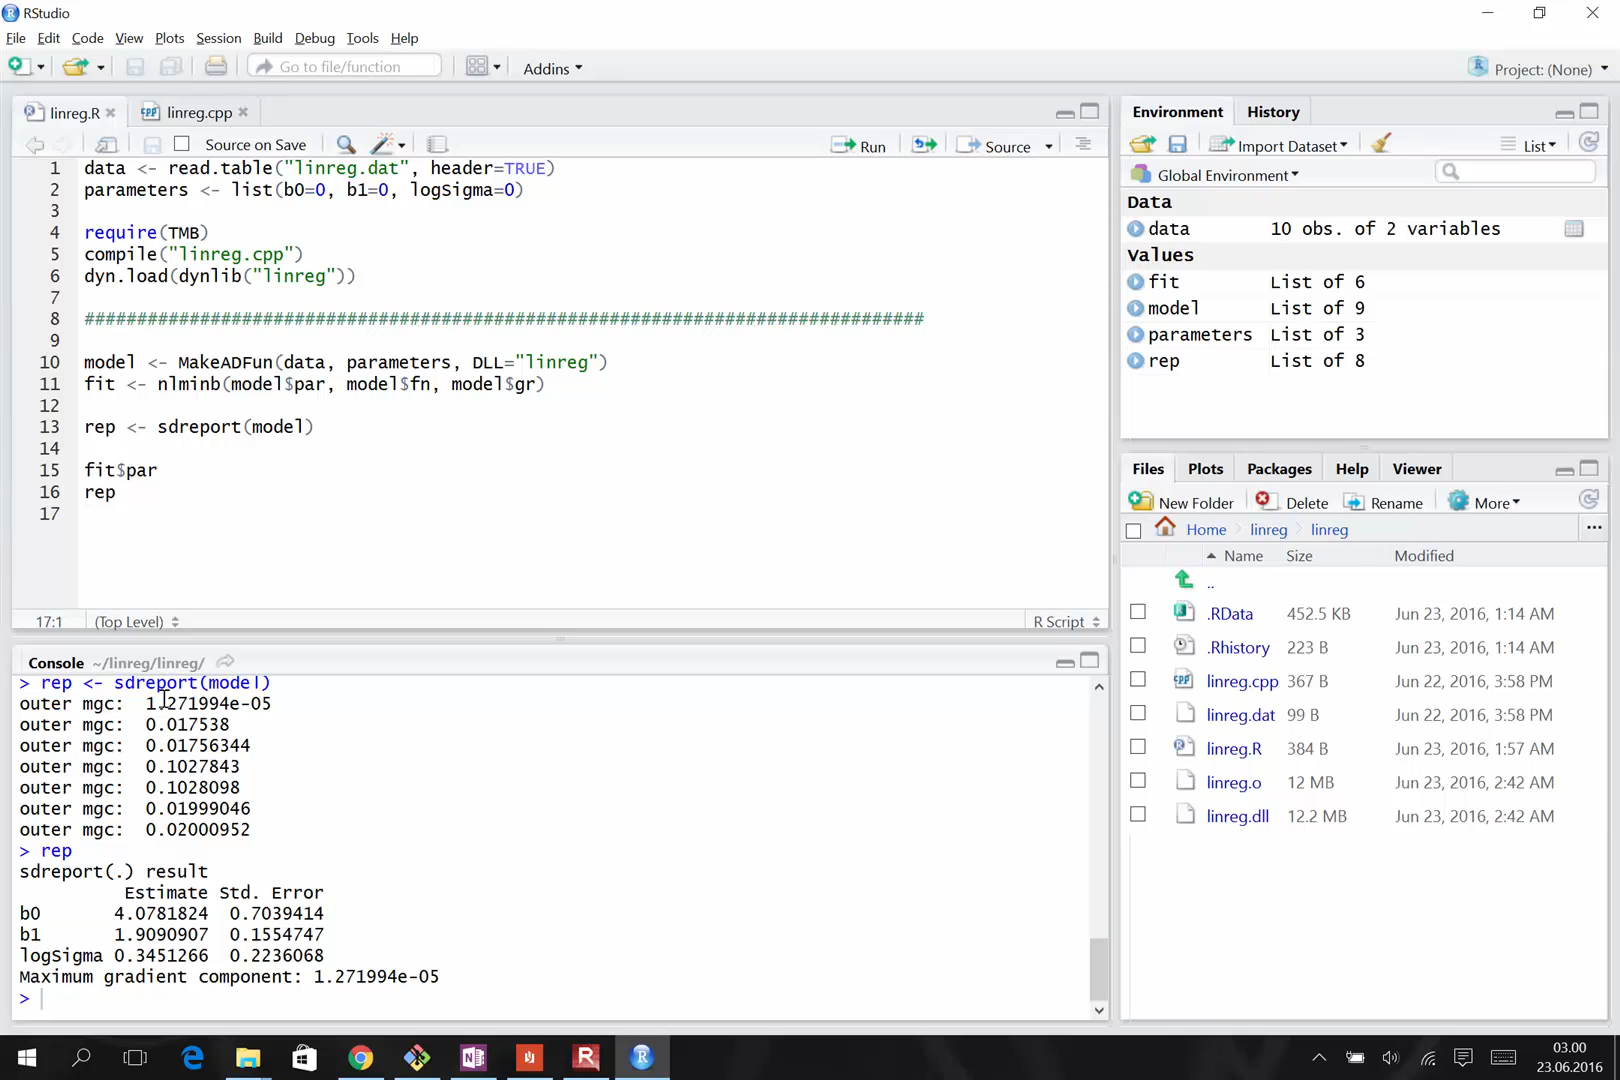 RStudio
File Edit Code View Plots Session Build Debug Tools Help
Go to file/function Addins Project: (None)
linreg.R linreg.cpp
Source on Save Run Source
1 data <- read.table("linreg.dat", header=TRUE)
2 parameters <- list(b0=0, b1=0, logSigma=0)
3
4 require(TMB)
5 compile("linreg.cpp")
6 dyn.load(dynlib("linreg"))
7
8 ################################################################################
9
10 model <- MakeADFun(data, parameters, DLL="linreg")
11 fit <- nlminb(model$par, model$fn, model$gr)
12
13 rep <- sdreport(model)
14
15 fit$par
16 rep
17
17:1 (Top Level) R Script
Console ~/linreg/linreg/
> rep <- sdreport(model)
outer mgc: 1.271994e-05
outer mgc: 0.017538
outer mgc: 0.01756344
outer mgc: 0.1027843
outer mgc: 0.1028098
outer mgc: 0.01999046
outer mgc: 0.02000952
> rep
sdreport(.) result
Estimate Std. Error
b0 4.0781824 0.7039414
b1 1.9090907 0.1554747
logSigma 0.3451266 0.2236068
Maximum gradient component: 1.271994e-05
>
Environment History
Import Dataset List
Global Environment
Data
data 10 obs. of 2 variables
Values
fit List of 6
model List of 9
parameters List of 3
rep List of 8
Files Plots Packages Help Viewer
New Folder Delete Rename More
Home linreg linreg ...
Name Size Modified
..
.RData 452.5 KB Jun 23, 2016, 1:14 AM
.Rhistory 223 B Jun 23, 2016, 1:14 AM
linreg.cpp 367 B Jun 22, 2016, 3:58 PM
linreg.dat 99 B Jun 22, 2016, 3:58 PM
linreg.R 384 B Jun 23, 2016, 1:57 AM
linreg.o 12 MB Jun 23, 2016, 2:42 AM
linreg.dll 12.2 MB Jun 23, 2016, 2:42 AM
03.00
23.06.2016